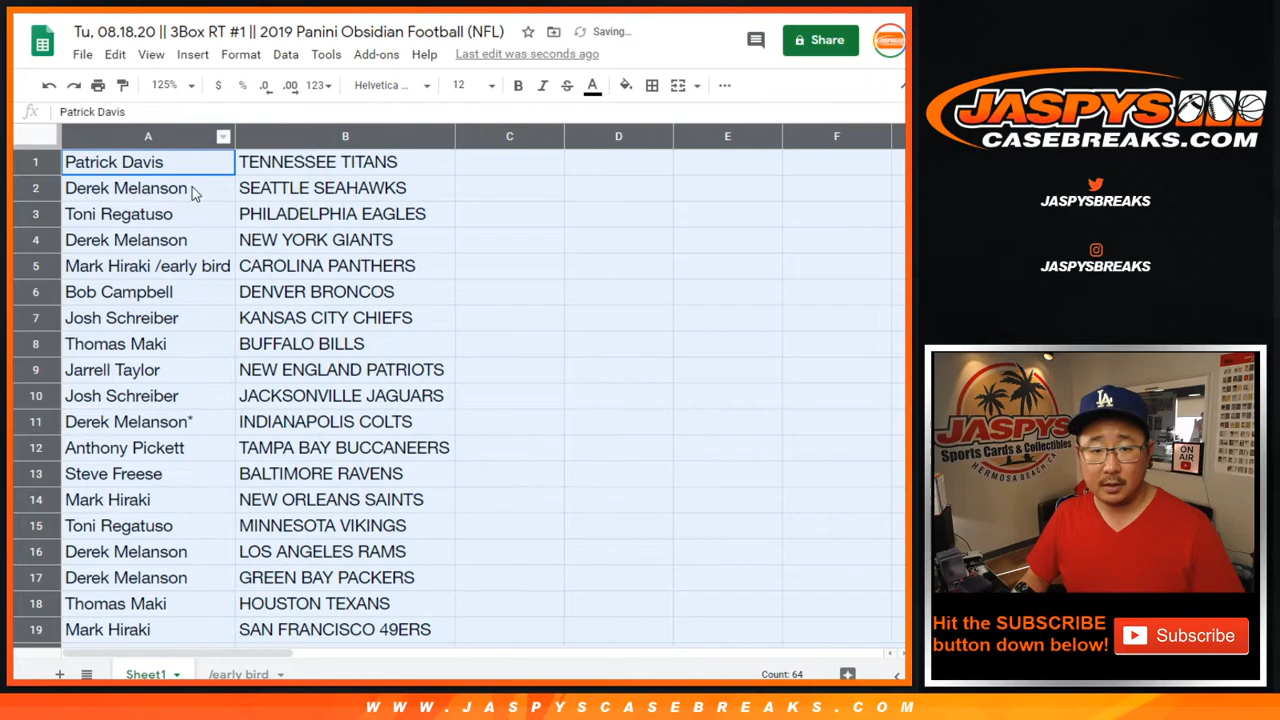 Tu, 08.18.20 || 3Box RT #1 || 2019 Panini Obsidian Football (NFL) Saving...
File Edit View Insert Format Data Tools Add-ons Help Last edit was seconds ago
Share
125% $ % .0 .00 123 Helvetica ... 12 B I S A ...
fx Patrick Davis
A B C D E F
1 Patrick Davis TENNESSEE TITANS
2 Derek Melanson SEATTLE SEAHAWKS
3 Toni Regatuso PHILADELPHIA EAGLES
4 Derek Melanson NEW YORK GIANTS
5 Mark Hiraki /early bird CAROLINA PANTHERS
6 Bob Campbell DENVER BRONCOS
7 Josh Schreiber KANSAS CITY CHIEFS
8 Thomas Maki BUFFALO BILLS
9 Jarrell Taylor NEW ENGLAND PATRIOTS
10 Josh Schreiber JACKSONVILLE JAGUARS
11 Derek Melanson* INDIANAPOLIS COLTS
12 Anthony Pickett TAMPA BAY BUCCANEERS
13 Steve Freese BALTIMORE RAVENS
14 Mark Hiraki NEW ORLEANS SAINTS
15 Toni Regatuso MINNESOTA VIKINGS
16 Derek Melanson LOS ANGELES RAMS
17 Derek Melanson GREEN BAY PACKERS
18 Thomas Maki HOUSTON TEXANS
19 Mark Hiraki SAN FRANCISCO 49ERS
Sheet1 /early bird Count: 64
JASPYS
CASEBREAKS.COM
JASPYSBREAKS
JASPYSBREAKS
JASPYS
Sports Cards & Collectibles
HERMOSA BEACH, CA
ON
AIR
LA
Hit the SUBSCRIBE
button down below!
Subscribe
WWW.JASPYSCASEBREAKS.COM